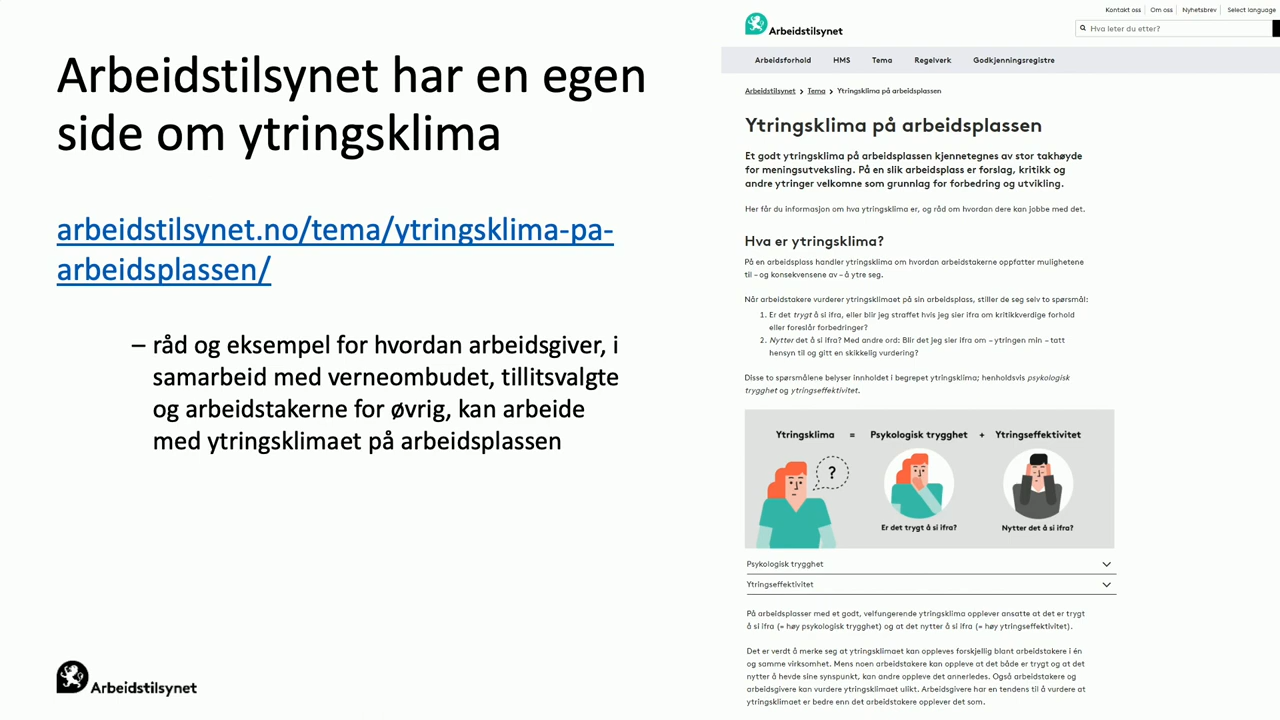 Arbeidstilsynet har en egen
side om ytringsklima
arbeidstilsynet.no/tema/ytringsklima-pa-
arbeidsplassen/
– råd og eksempel for hvordan arbeidsgiver, i
samarbeid med verneombudet, tillitsvalgte
og arbeidstakerne for øvrig, kan arbeide
med ytringsklimaet på arbeidsplassen
Arbeidstilsynet
Kontakt oss
Om oss
Nyhetsbrev
Select language
Arbeidstilsynet
Hva leter du etter?
Arbeidsforhold HMS Tema Regelverk Godkjenningsregistre
Arbeidstilsynet > Tema > Ytringsklima på arbeidsplassen
Ytringsklima på arbeidsplassen
Et godt ytringsklima på arbeidsplassen kjennetegnes av stor takhøyde
for meningsutveksling. På en slik arbeidsplass er forslag, kritikk og
andre ytringer velkomne som grunnlag for forbedring og utvikling.
Her får du informasjon om hva ytringsklima er, og råd om hvordan dere kan jobbe med det.
Hva er ytringsklima?
På en arbeidsplass handler ytringsklima om hvordan arbeidstakerne oppfatter mulighetene
til – og konsekvensene av – å ytre seg.
Når arbeidstakere vurderer ytringsklimaet på sin arbeidsplass, stiller de seg selv to spørsmål:
1. Er det trygt å si ifra, eller blir jeg straffet hvis jeg sier ifra om kritikkverdige forhold
eller foreslår forbedringer?
2. Nytter det å si ifra? Med andre ord: Blir det jeg sier ifra om – ytringen min – tatt
hensyn til og gitt en skikkelig vurdering?
Disse to spørsmålene belyser innholdet i begrepet ytringsklima; henholdsvis psykologisk
trygghet og ytringseffektivitet.
Ytringsklima = Psykologisk trygghet + Ytringseffektivitet
?
Er det trygt å si ifra?
Nytter det å si ifra?
Psykologisk trygghet
Ytringseffektivitet
På arbeidsplasser med et godt, velfungerende ytringsklima opplever ansatte at det er trygt
å si ifra (= høy psykologisk trygghet) og at det nytter å si ifra (= høy ytringseffektivitet).
Det er verdt å merke seg at ytringsklimaet kan oppleves forskjellig blant arbeidstakere i én
og samme virksomhet. Mens noen arbeidstakere kan oppleve at det både er trygt og at det
nytter å hevde sine synspunkt, kan andre oppleve det annerledes. Også arbeidstakere og
arbeidsgivere kan vurdere ytringsklimaet ulikt. Arbeidsgivere har en tendens til å vurdere at
ytringsklimaet er bedre enn det arbeidstakere opplever det som.